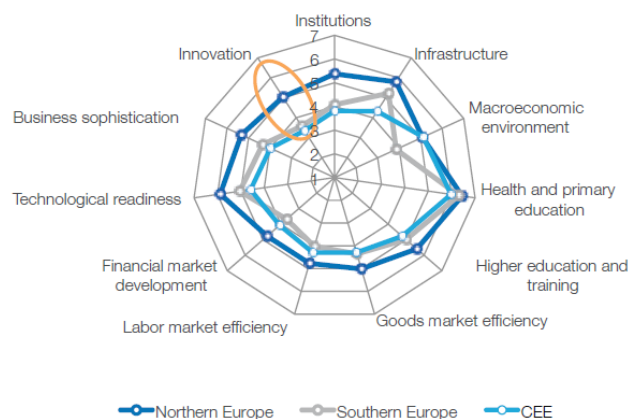 Institutions
7
6
5
4
3
2
1
Innovation
Infrastructure
Business sophistication
Macroeconomic
environment
Technological readiness
Health and primary
education
Financial market
development
Higher education and
training
Labor market efficiency
Goods market efficiency
Northern Europe
Southern Europe
CEE